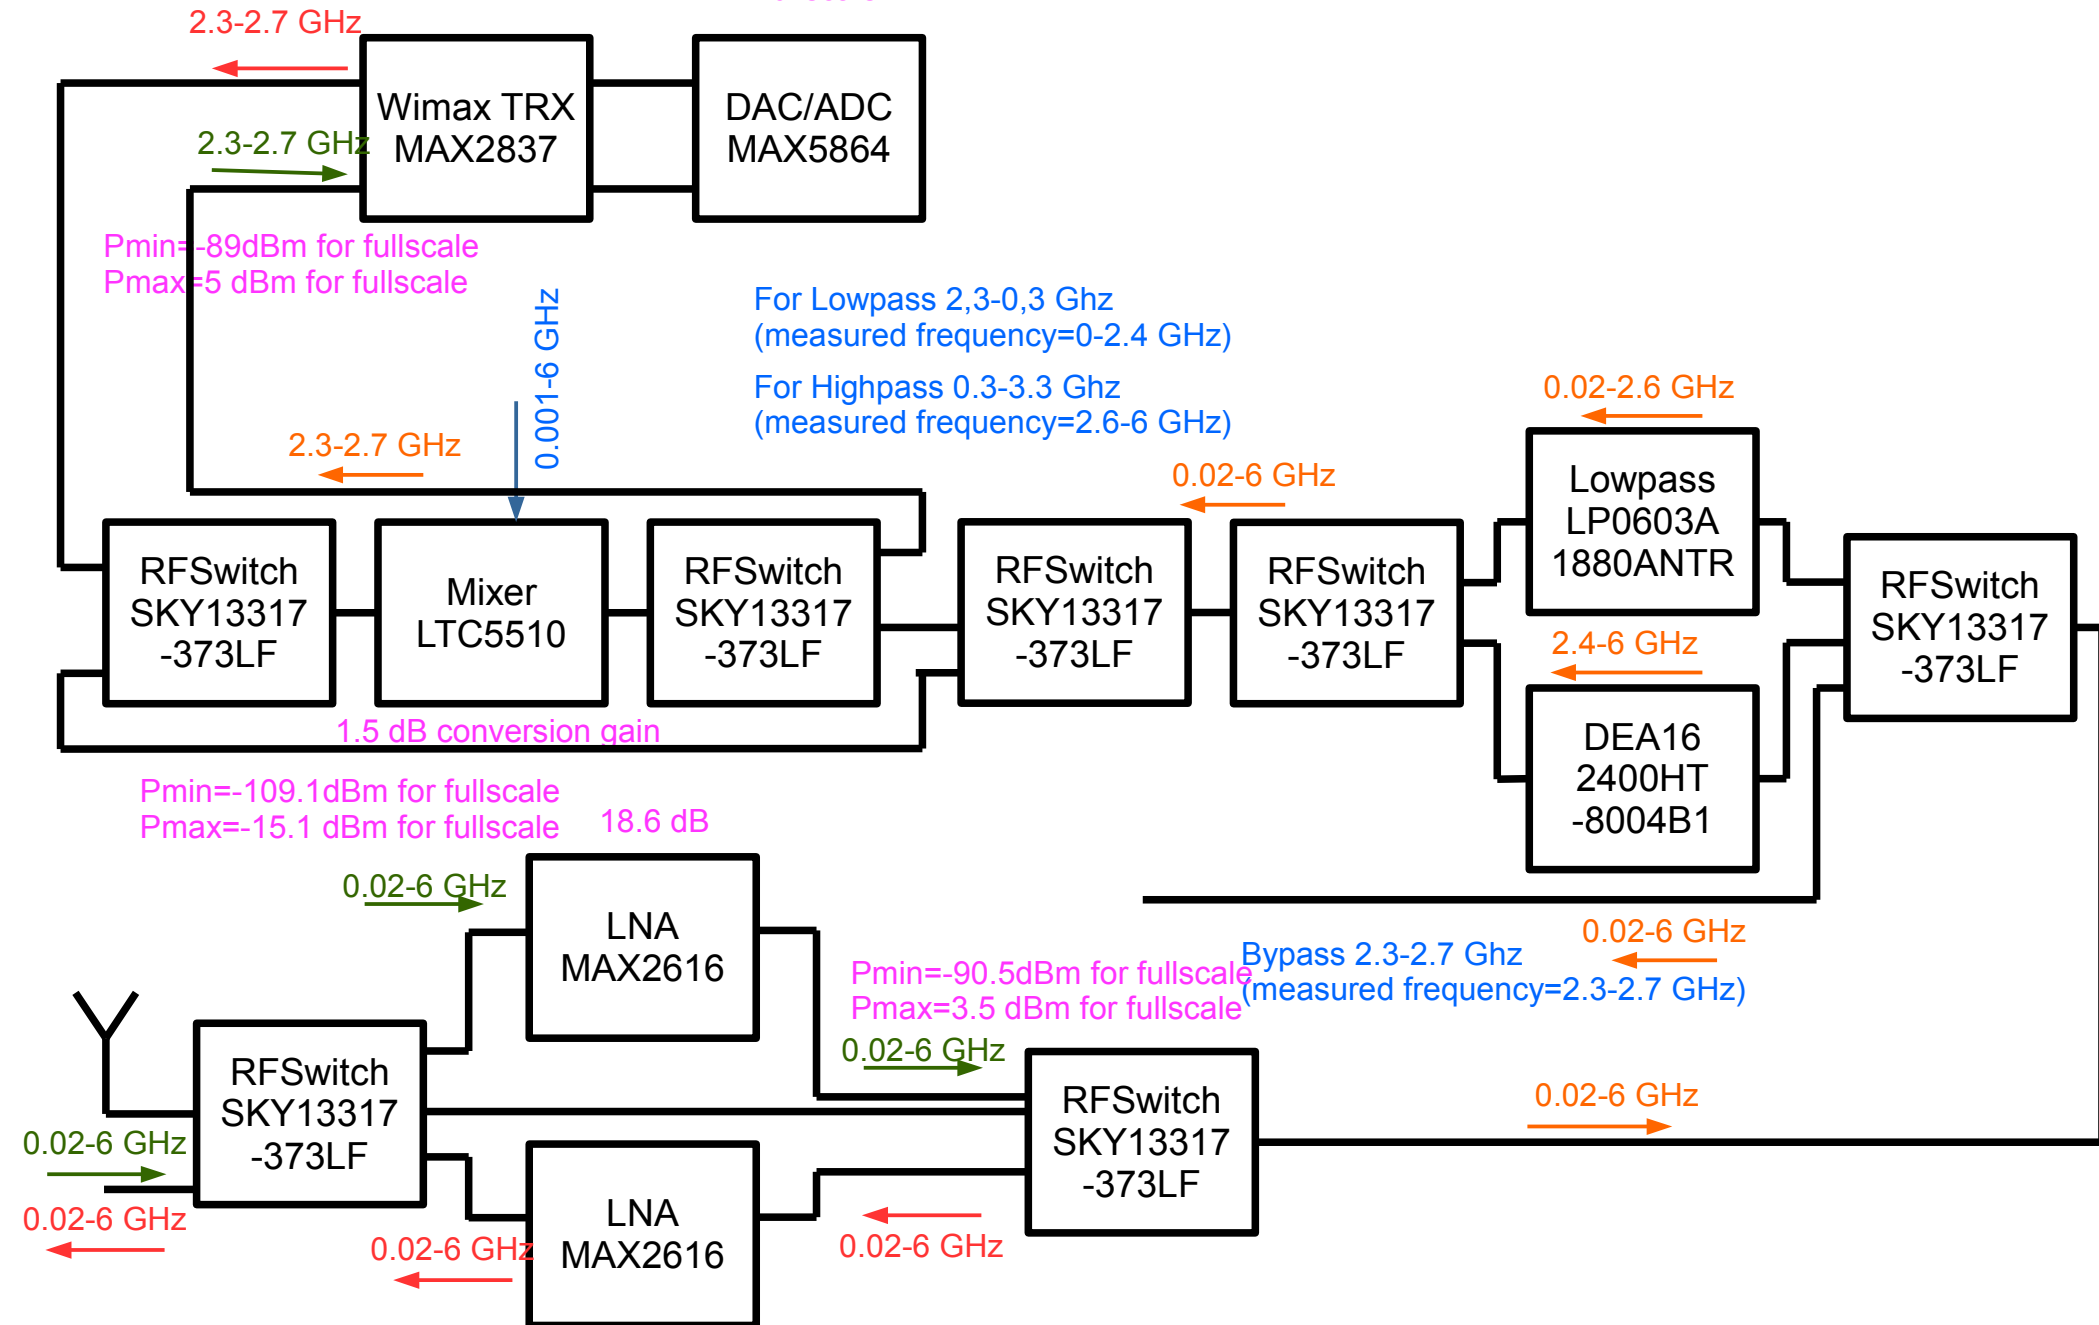 2.3-2.7 GHz
Wimax TRX
MAX2837
DAC/ADC
MAX5864
2.3-2.7 GHz
Pmin=-89dBm for fullscale
Pmax=5 dBm for fullscale
0.001-6 GHz
For Lowpass 2,3-0,3 Ghz
(measured frequency=0-2.4 GHz)
For Highpass 0.3-3.3 Ghz
(measured frequency=2.6-6 GHz)
0.02-2.6 GHz
2.3-2.7 GHz
0.02-6 GHz
Lowpass
LP0603A
1880ANTR
RFSwitch
SKY13317
-373LF
Mixer
LTC5510
RFSwitch
SKY13317
-373LF
RFSwitch
SKY13317
-373LF
RFSwitch
SKY13317
-373LF
RFSwitch
SKY13317
-373LF
2.4-6 GHz
DEA16
2400HT
-8004B1
1.5 dB conversion gain
Pmin=-109.1dBm for fullscale
Pmax=-15.1 dBm for fullscale
18.6 dB
0.02-6 GHz
LNA
MAX2616
0.02-6 GHz
Pmin=-90.5dBm for fullscale
Pmax=3.5 dBm for fullscale
Bypass 2.3-2.7 Ghz
(measured frequency=2.3-2.7 GHz)
0.02-6 GHz
RFSwitch
SKY13317
-373LF
RFSwitch
SKY13317
-373LF
0.02-6 GHz
0.02-6 GHz
0.02-6 GHz
0.02-6 GHz
LNA
MAX2616
0.02-6 GHz